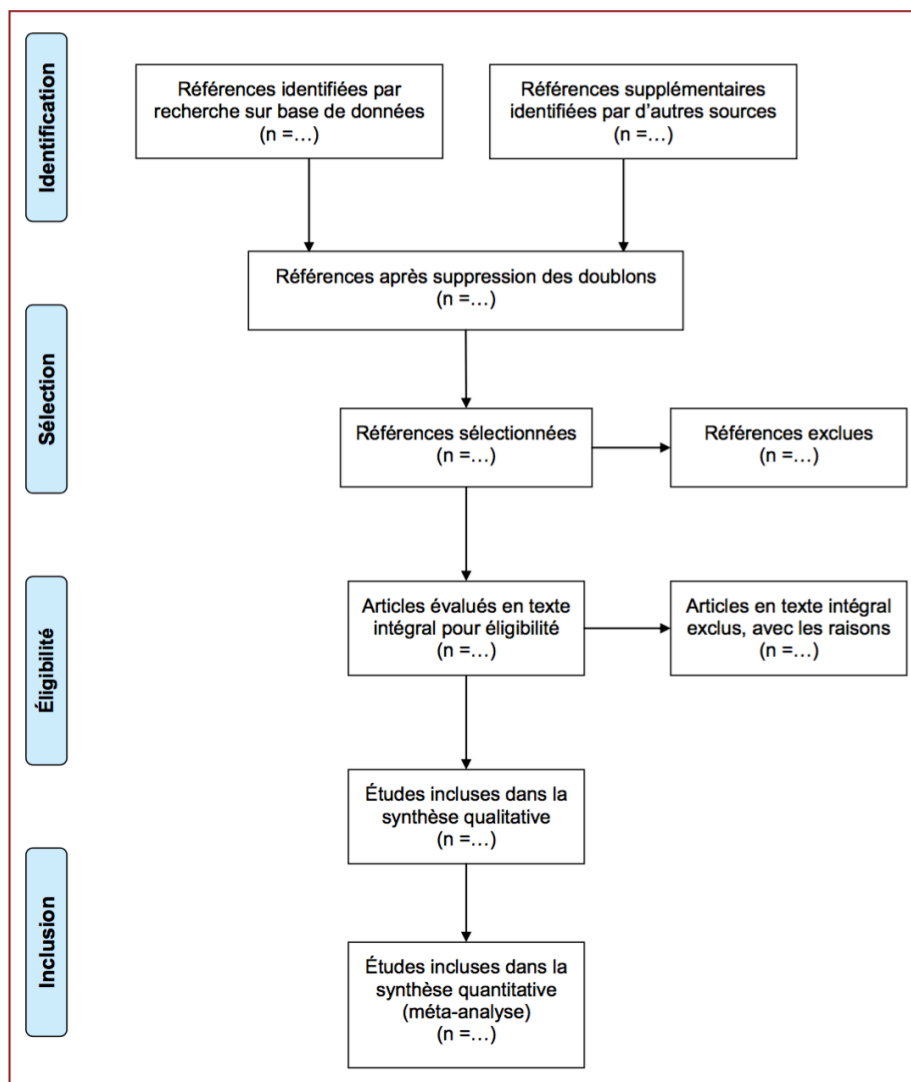 Identification
Références identifiées par
recherche sur base de données
(n =…)
Références supplémentaires
identifiées par d'autres sources
(n =…)
Références après suppression des doublons
(n =…)
Sélection
Références sélectionnées
(n =…)
Références exclues
(n =…)
Éligibilité
Articles évalués en texte
intégral pour éligibilité
(n =…)
Articles en texte intégral
exclus, avec les raisons
(n =…)
Études incluses dans la
synthèse qualitative
(n =…)
Inclusion
Études incluses dans la
synthèse quantitative
(méta-analyse)
(n =…)